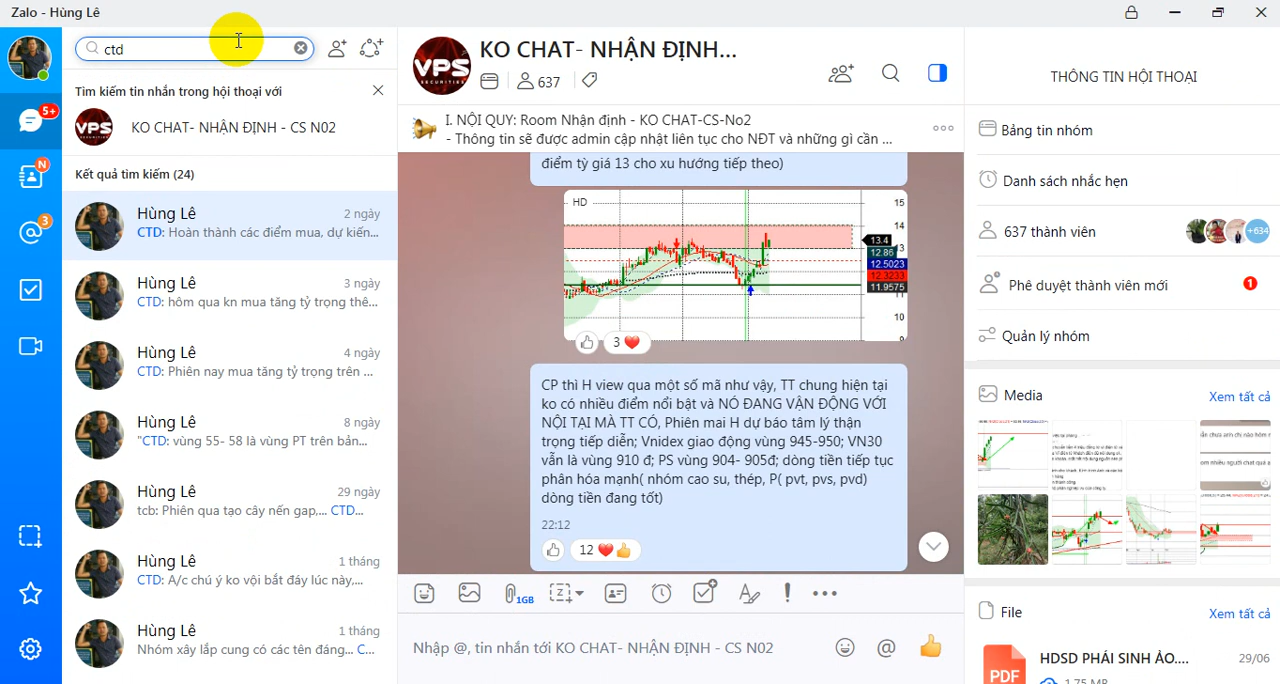 Zalo - Hùng Lê
ctd
Tìm kiếm tin nhắn trong hội thoại với
VPS
KO CHAT- NHẬN ĐỊNH - CS N02
Kết quả tìm kiếm (24)
Hùng Lê
2 ngày
CTD: Hoàn thành các điểm mua, dự kiến...
Hùng Lê
3 ngày
CTD: hôm qua kn mua tăng tỷ trọng thê...
Hùng Lê
4 ngày
CTD: Phiên nay mua tăng tỷ trọng trên ...
Hùng Lê
8 ngày
"CTD: vùng 55- 58 là vùng PT trên bản...
Hùng Lê
29 ngày
tcb: Phiên qua tạo cây nến gap,... CTD...
Hùng Lê
1 tháng
CTD: A/c chú ý ko vội bắt đáy lúc này,...
Hùng Lê
1 tháng
Nhóm xây lắp cung có các tên đáng... C...
5+
N
3
VPS
SECURITIES
KO CHAT- NHẬN ĐỊNH...
637
I. NỘI QUY: Room Nhận định - KO CHAT-CS-No2
- Thông tin sẽ được admin cập nhật liên tục cho NĐT và những gì cần ...
điểm tỳ giá 13 cho xu hướng tiếp theo)
HD
15
14
13.4
13
12.86
12.5023
12.3233
11.9575
11
10
9
3
CP thì H view qua một số mã như vậy, TT chung hiện tại
ko có nhiều điểm nổi bật và NÓ ĐANG VẬN ĐỘNG VỚI
NỘI TẠI MÀ TT CÓ, Phiên mai H dự báo tâm lý thận
trọng tiếp diễn; Vnidex giao động vùng 945-950; VN30
vẫn là vùng 910 đ; PS vùng 904- 905đ; dòng tiền tiếp tục
phân hóa mạnh( nhóm cao su, thép, P( pvt, pvs, pvd)
dòng tiền đang tốt)
22:12
12
1GB
Nhập @, tin nhắn tới KO CHAT- NHẬN ĐỊNH - CS N02
THÔNG TIN HỘI THOẠI
Bảng tin nhóm
Danh sách nhắc hẹn
637 thành viên
+634
Phê duyệt thành viên mới
1
Quản lý nhóm
Media
Xem tất cả
File
Xem tất cả
PDF
HDSD PHÁI SINH ẢO....
29/06
1.75 MB